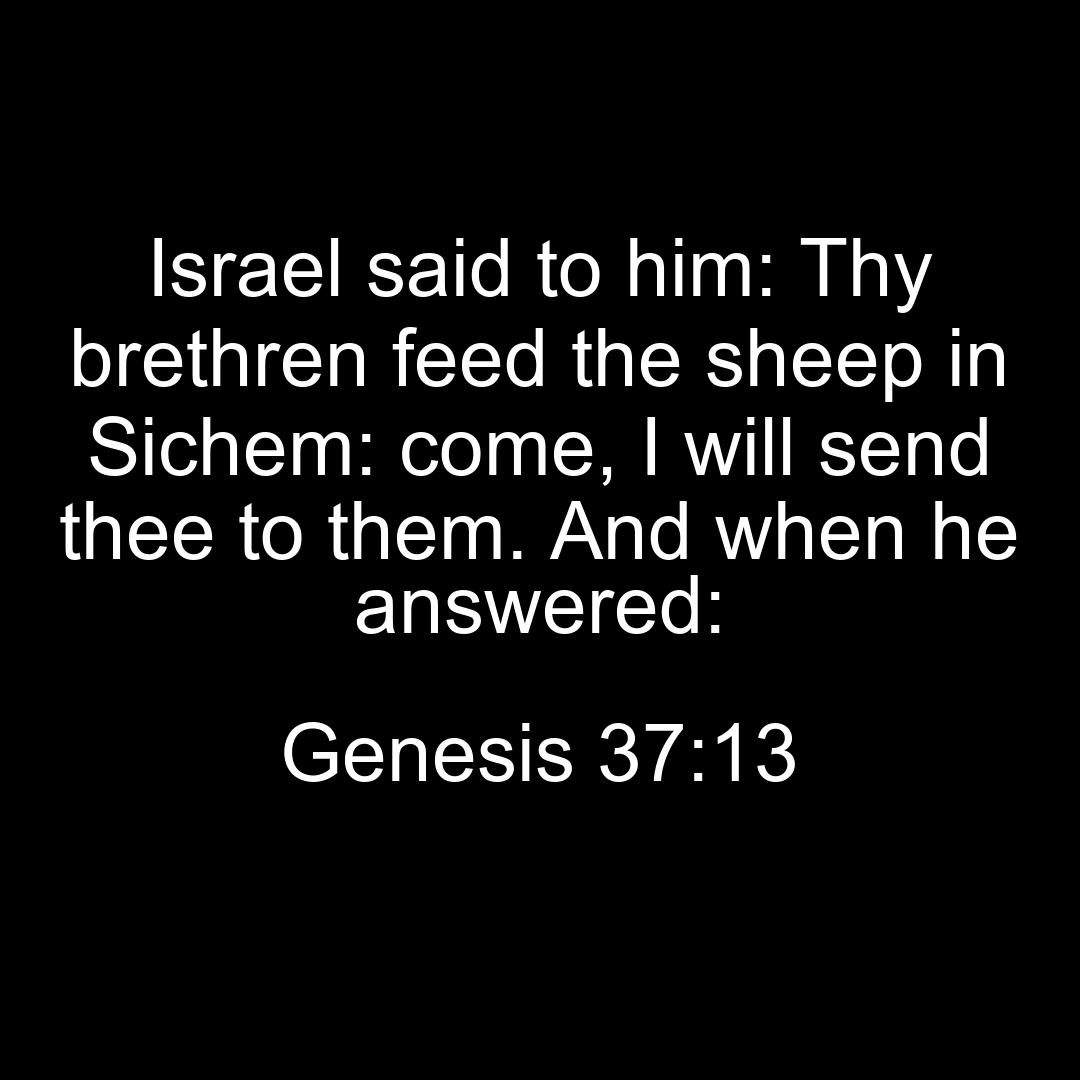 Israel said to him: Thy
brethren feed the sheep in
Sichem: come, I will send
thee to them. And when he
answered:
Genesis 37:13